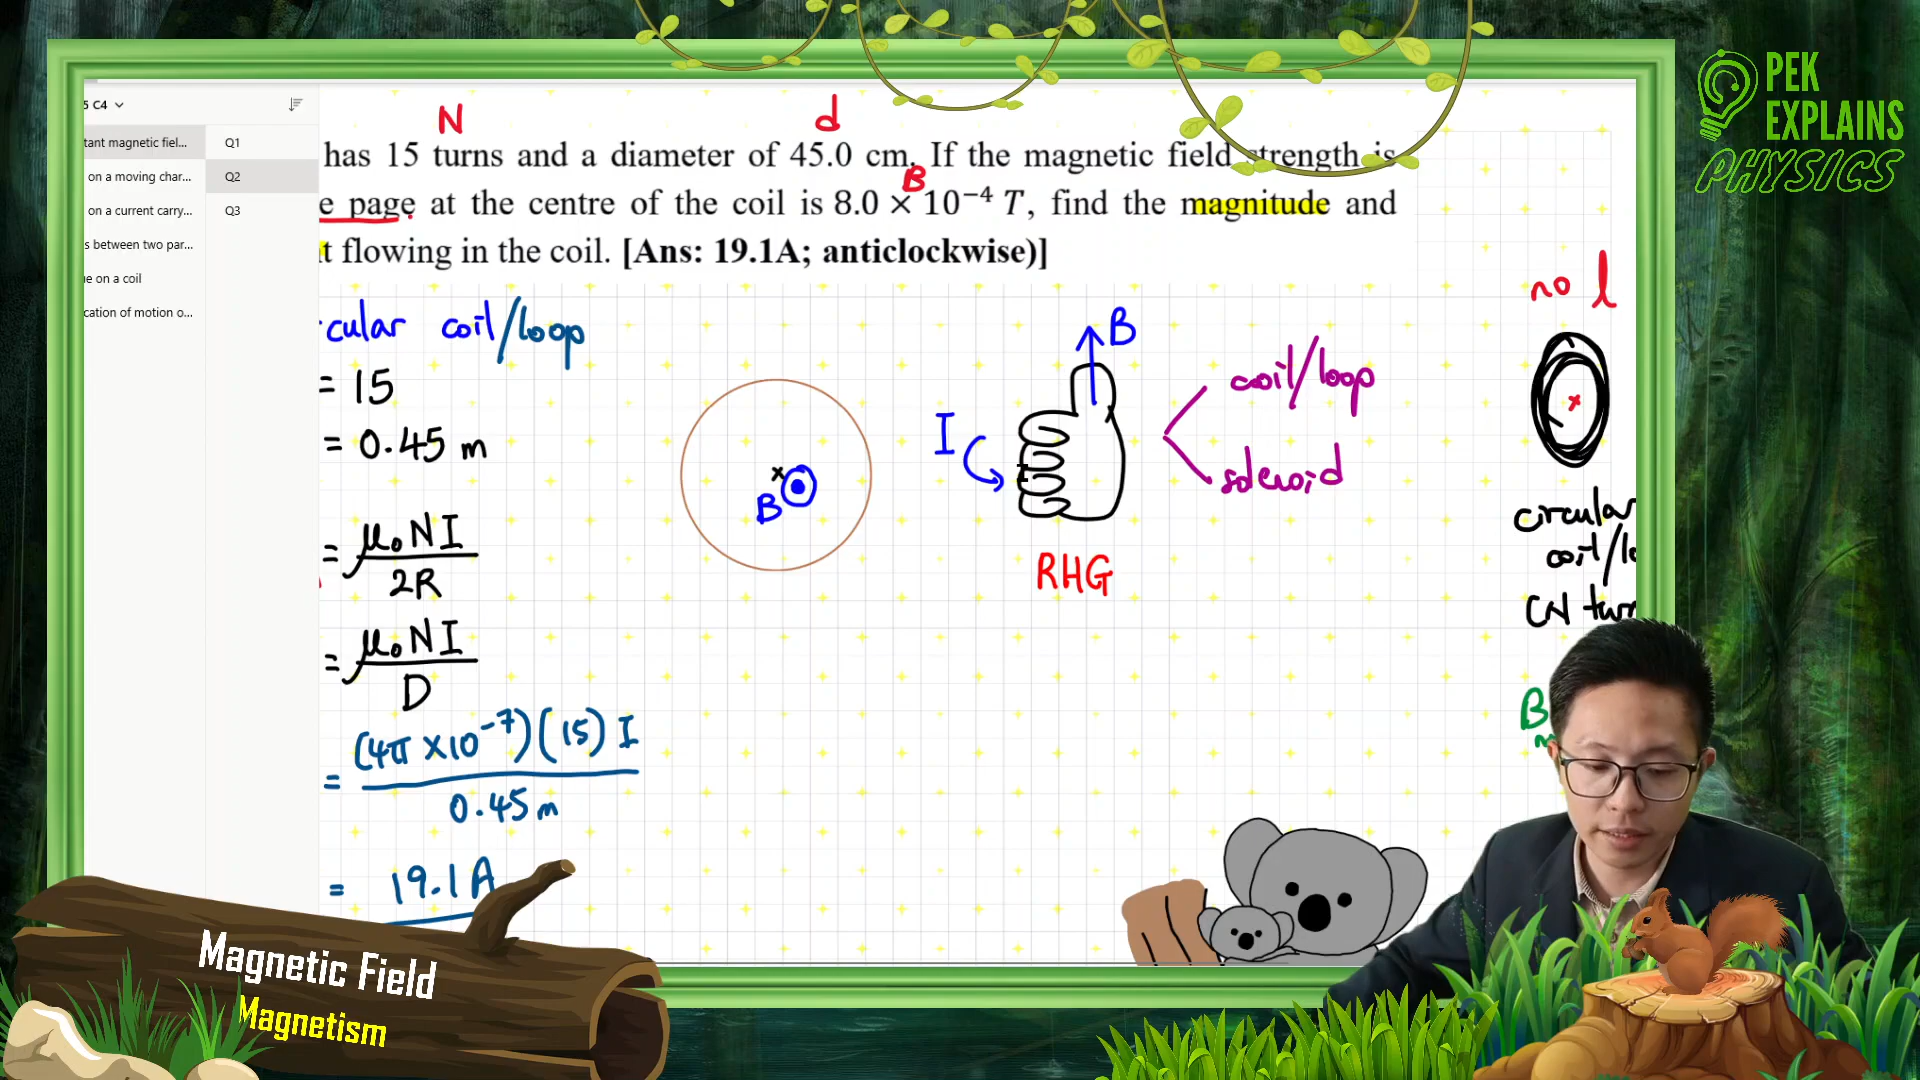 PEK
EXPLAINS
PHYSICS
5 C4
tant magnetic fiel...
on a moving char...
on a current carry...
s between two par...
e on a coil
cation of motion o...
Q1
Q2
Q3
N
d
has 15 turns and a diameter of 45.0 cm. If the magnetic field strength is
B
e page at the centre of the coil is 8.0 × 10⁻⁴ T, find the magnitude and
t flowing in the coil. [Ans: 19.1A; anticlockwise)]
cular coil/loop
= 15
= 0.45 m
= μ₀NI / 2R
= μ₀NI / D
= (4π ×10⁻⁷)(15) I / 0.45 m
= 19.1 A
B
I
B
RHG
coil/loop
solenoid
no l
circular
coil/lo
CN turn
B
Magnetic Field
Magnetism